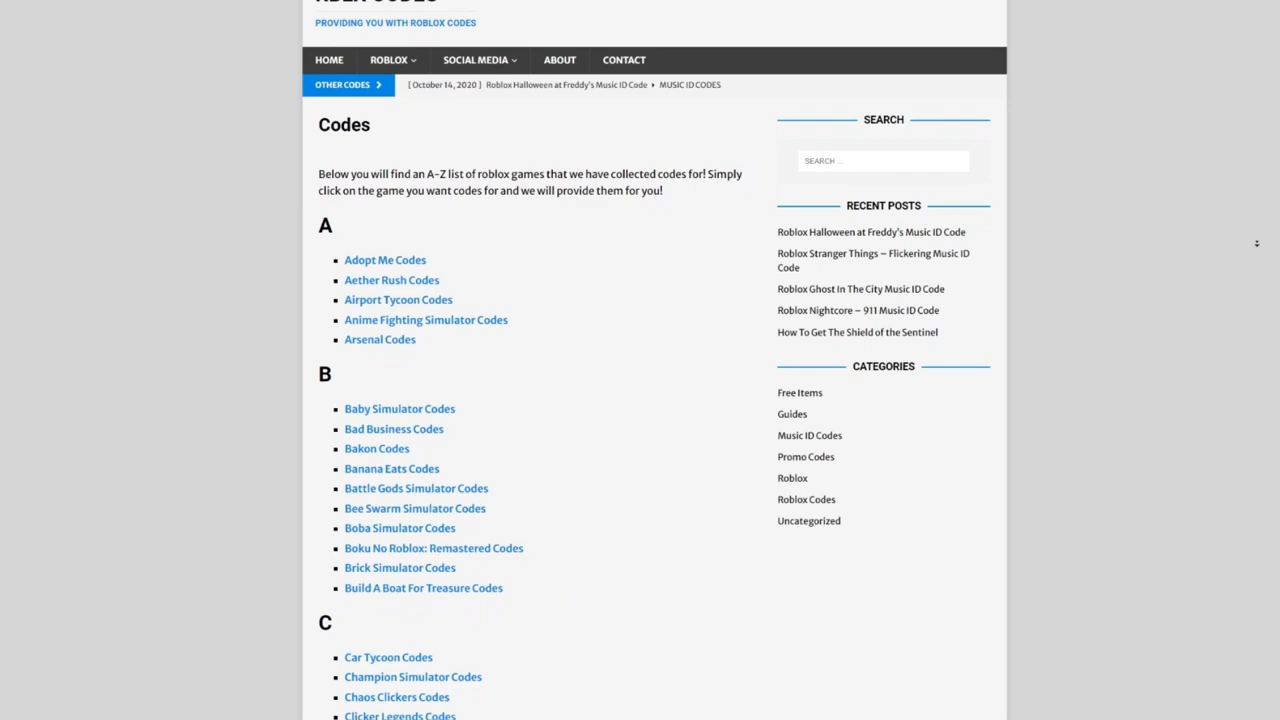 PROVIDING YOU WITH ROBLOX CODES
HOME
ROBLOX
SOCIAL MEDIA
ABOUT
CONTACT
OTHER CODES
[ October 14, 2020 ] Roblox Halloween at Freddy's Music ID Code
MUSIC ID CODES
Codes
Below you will find an A-Z list of roblox games that we have collected codes for! Simply
click on the game you want codes for and we will provide them for you!
A
Adopt Me Codes
Aether Rush Codes
Airport Tycoon Codes
Anime Fighting Simulator Codes
Arsenal Codes
B
Baby Simulator Codes
Bad Business Codes
Bakon Codes
Banana Eats Codes
Battle Gods Simulator Codes
Bee Swarm Simulator Codes
Boba Simulator Codes
Boku No Roblox: Remastered Codes
Brick Simulator Codes
Build A Boat For Treasure Codes
C
Car Tycoon Codes
Champion Simulator Codes
Chaos Clickers Codes
Clicker Legends Codes
SEARCH
SEARCH ...
RECENT POSTS
Roblox Halloween at Freddy's Music ID Code
Roblox Stranger Things – Flickering Music ID
Code
Roblox Ghost In The City Music ID Code
Roblox Nightcore – 911 Music ID Code
How To Get The Shield of the Sentinel
CATEGORIES
Free Items
Guides
Music ID Codes
Promo Codes
Roblox
Roblox Codes
Uncategorized